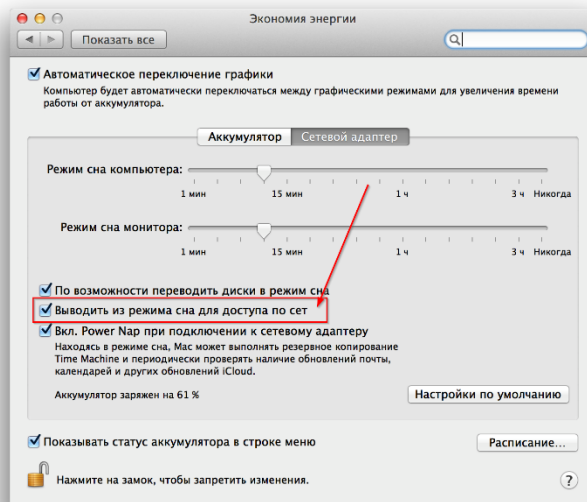 Экономия энергии
Показать все
Автоматическое переключение графики
Компьютер будет автоматически переключаться между графическими режимами для увеличения времени
работы от аккумулятора.
Аккумулятор Сетевой адаптер
Режим сна компьютера:
1 мин 15 мин 1 ч 3 ч Никогда
Режим сна монитора:
1 мин 15 мин 1 ч 3 ч Никогда
По возможности переводить диски в режим сна
Выводить из режима сна для доступа по сет
Вкл. Power Nap при подключении к сетевому адаптеру
Находясь в режиме сна, Mac может выполнять резервное копирование
Time Machine и периодически проверять наличие обновлений почты,
календарей и других обновлений iCloud.
Аккумулятор заряжен на 61 % Настройки по умолчанию
Показывать статус аккумулятора в строке меню Расписание...
Нажмите на замок, чтобы запретить изменения. ?